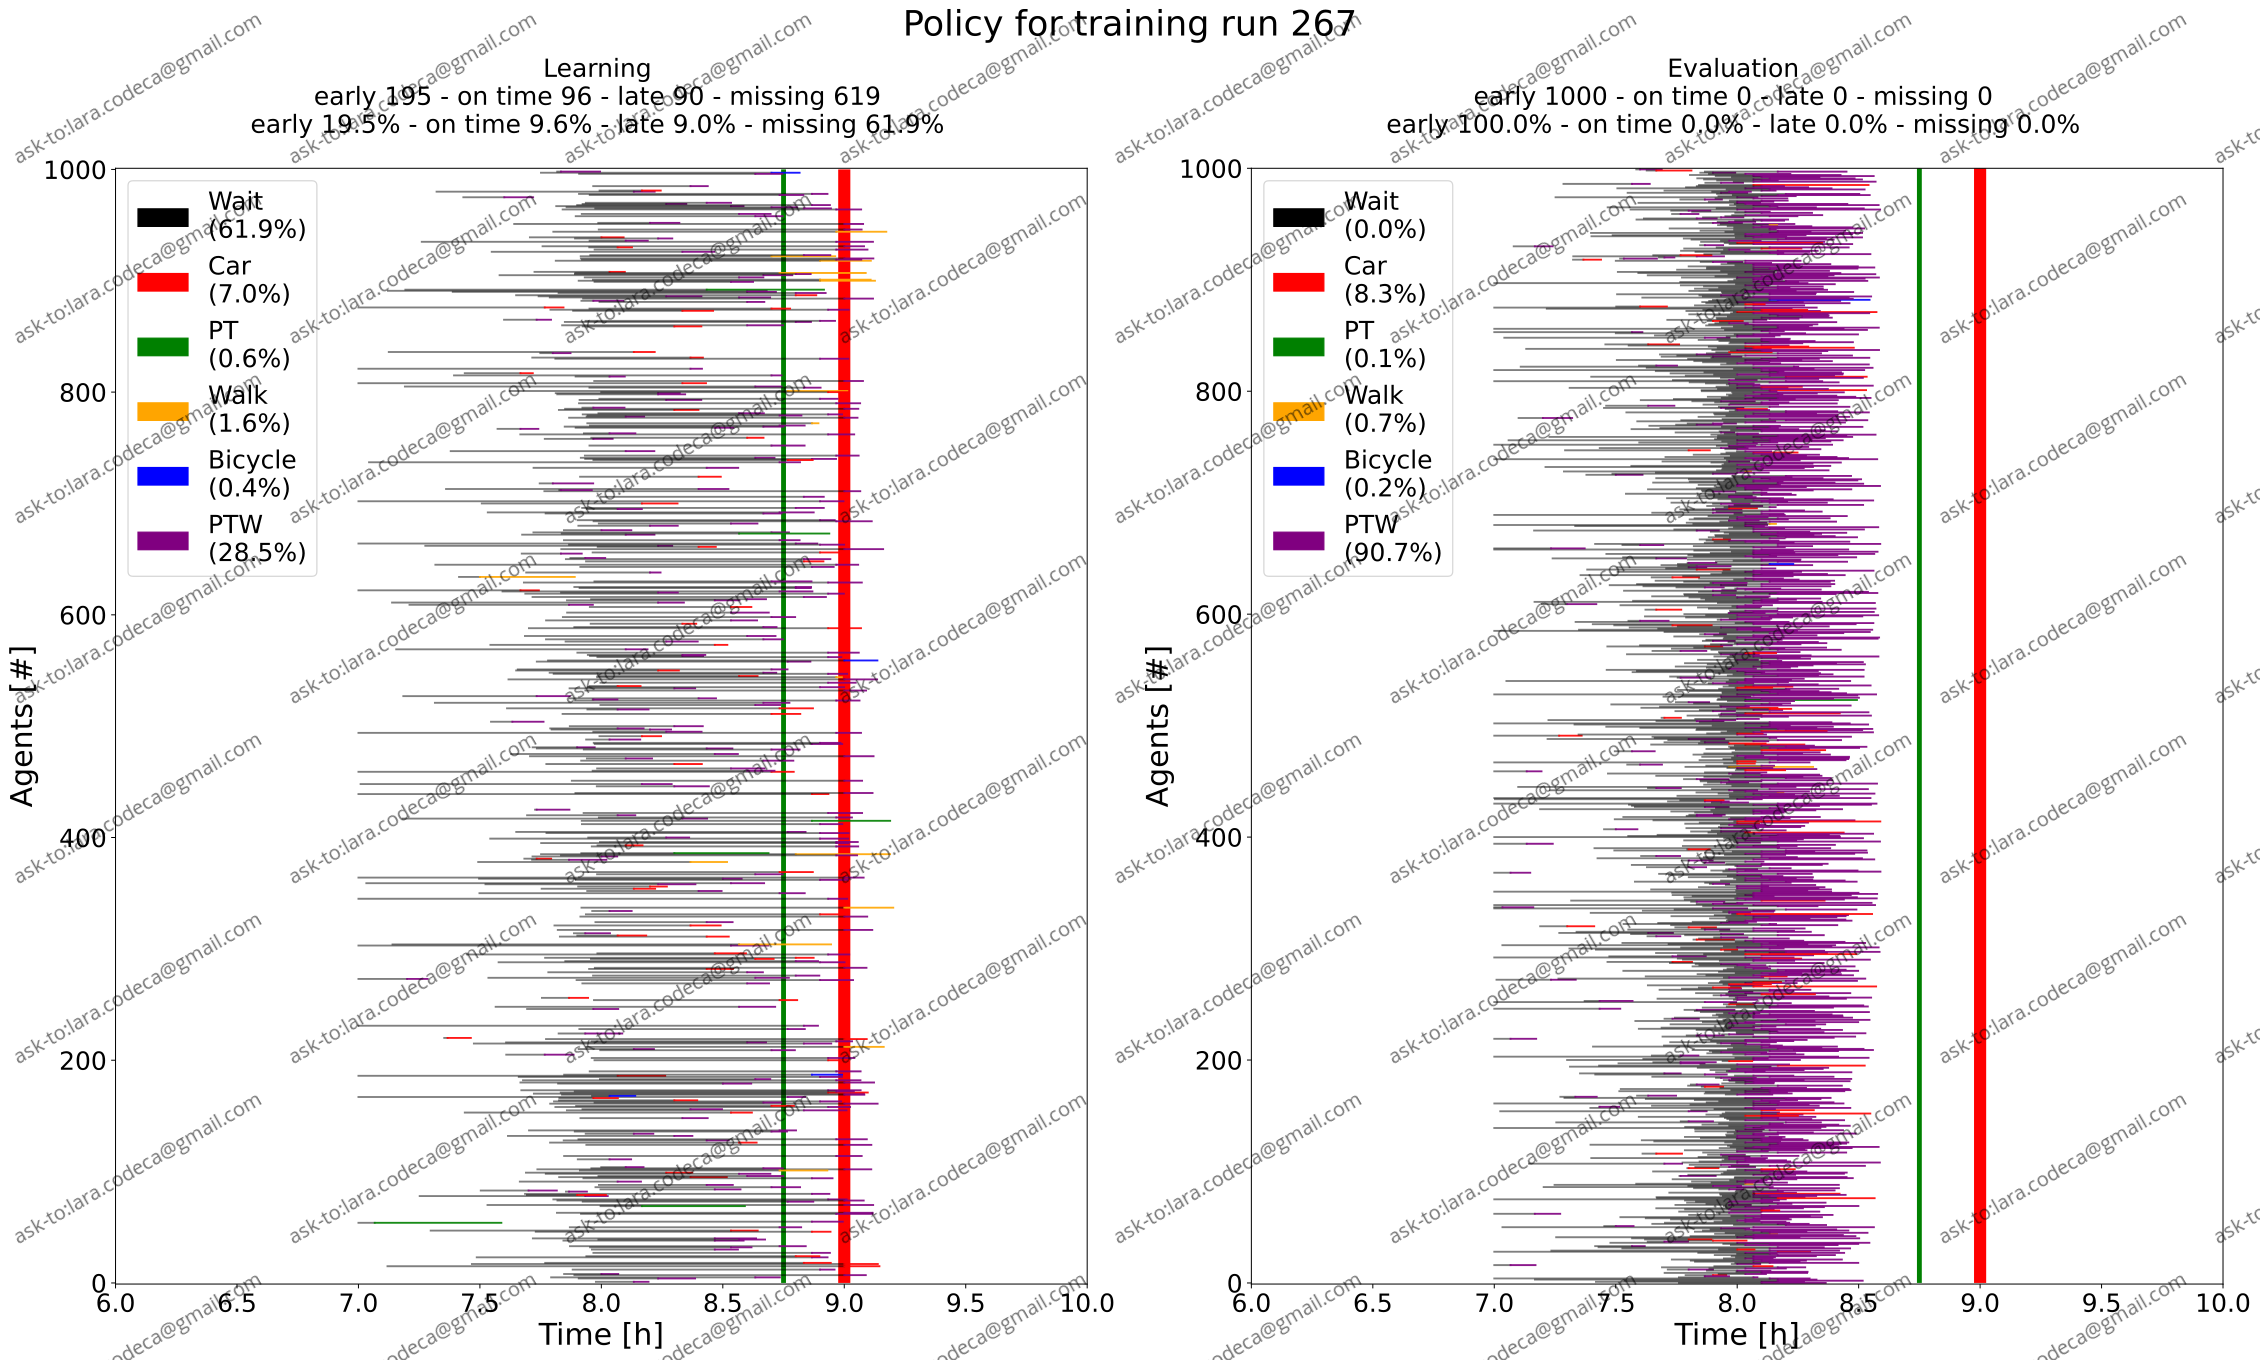 Policy for training run 267
Learning
early 195 - on time 96 - late 90 - missing 619
early 19.5% - on time 9.6% - late 9.0% - missing 61.9%
Evaluation
early 1000 - on time 0 - late 0 - missing 0
early 100.0% - on time 0.0% - late 0.0% - missing 0.0%
Agents [#]
1000
800
600
400
200
0
Wait
(61.9%)
Car
(7.0%)
PT
(0.6%)
Walk
(1.6%)
Bicycle
(0.4%)
PTW
(28.5%)
6.0 6.5 7.0 7.5 8.0 8.5 9.0 9.5 10.0
Time [h]
Agents [#]
1000
800
600
400
200
0
Wait
(0.0%)
Car
(8.3%)
PT
(0.1%)
Walk
(0.7%)
Bicycle
(0.2%)
PTW
(90.7%)
6.0 6.5 7.0 7.5 8.0 8.5 9.0 9.5 10.0
Time [h]
ask-to:lara.codeca@gmail.com